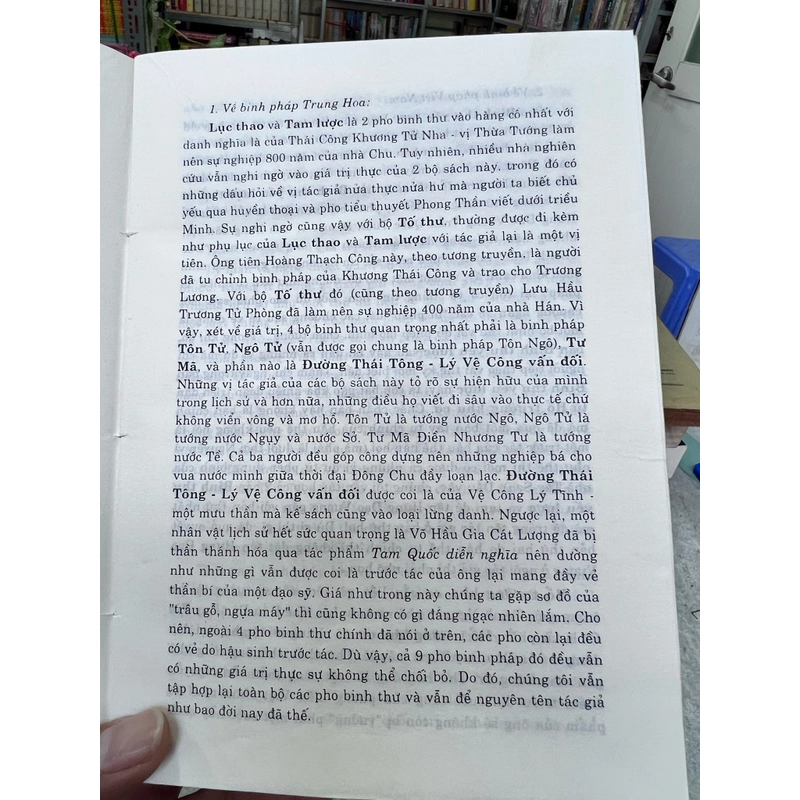 1. Về binh pháp Trung Hoa:
Lục thao và Tam lược là 2 pho binh thư vào hàng cổ nhất với
danh nghĩa là của Thái Công Khương Tử Nha - vị Thừa Tướng làm
nên sự nghiệp 800 năm của nhà Chu. Tuy nhiên, nhiều nhà nghiên
cứu vẫn nghi ngờ vào giá trị thực của 2 bộ sách này, trong đó có
những dấu hỏi về vị tác giả nửa thực nửa hư mà người ta biết chủ
yếu qua huyền thoại và pho tiểu thuyết Phong Thần viết dưới triều
Minh. Sự nghi ngờ cũng vậy với bộ Tố thư, thường được đi kèm
như phụ lục của Lục thao và Tam lược với tác giả lại là một vị
tiên. Ông tiên Hoàng Thạch Công này, theo tương truyền, là người
đã tu chỉnh binh pháp của Khương Thái Công và trao cho Trương
Lương. Với bộ Tố thư đó (cũng theo tương truyền) Lưu Hầu
Trương Tử Phòng đã làm nên sự nghiệp 400 năm của nhà Hán. Vì
vậy, xét về giá trị, 4 bộ binh thư quan trọng nhất phải là binh pháp
Tôn Tử, Ngô Tử (vẫn được gọi chung là binh pháp Tôn Ngô), Tư
Mã, và phần nào là Đường Thái Tông - Lý Vệ Công vấn đối.
Những vị tác giả của các bộ sách này tỏ rõ sự hiện hữu của mình
trong lịch sử và hơn nữa, những điều họ viết đi sâu vào thực tế chứ
không viển vông và mơ hồ. Tôn Tử là tướng nước Ngô, Ngô Tử là
tướng nước Ngụy và nước Sở. Tư Mã Điền Nhương Tư là tướng
nước Tề. Cả ba người đều góp công dựng nên những nghiệp bá cho
vua nước mình giữa thời đại Đông Chu đầy loạn lạc. Đường Thái
Tông - Lý Vệ Công vấn đối được coi là của Vệ Công Lý Tĩnh -
một mưu thần mà kế sách cũng vào loại lừng danh. Ngược lại, một
nhân vật lịch sử hết sức quan trọng là Võ Hầu Gia Cát Lượng đã bị
thần thánh hóa qua tác phẩm Tam Quốc diễn nghĩa nên dường
như những gì vẫn được coi là trước tác của ông lại mang đầy vẻ
thần bí của một đạo sỹ. Giá như trong này chúng ta gặp sơ đồ của
"trâu gỗ, ngựa máy" thì cũng không có gì đáng ngạc nhiên lắm. Cho
nên, ngoài 4 pho binh thư chính đã nói ở trên, các pho còn lại đều
có vẻ do hậu sinh trước tác. Dù vậy, cả 9 pho binh pháp đó đều vẫn
có những giá trị thực sự không thể chối bỏ. Do đó, chúng tôi vẫn
tập hợp lại toàn bộ các pho binh thư và vẫn để nguyên tên tác giả
như bao đời nay đã thế.